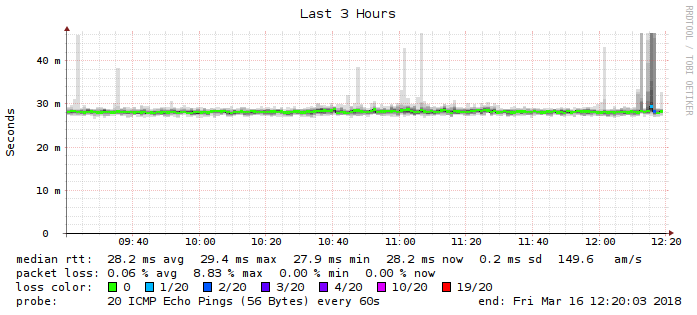 Last 3 Hours
RRDTOOL / TOBI OETIKER
Seconds
40 m
30 m
20 m
10 m
0
09:40 10:00 10:20 10:40 11:00 11:20 11:40 12:00 12:20
median rtt: 28.2 ms avg 29.4 ms max 27.9 ms min 28.2 ms now 0.2 ms sd 149.6 am/s
packet loss: 0.06 % avg 8.83 % max 0.00 % min 0.00 % now
loss color: 0 1/20 2/20 3/20 4/20 10/20 19/20
probe: 20 ICMP Echo Pings (56 Bytes) every 60s end: Fri Mar 16 12:20:03 2018